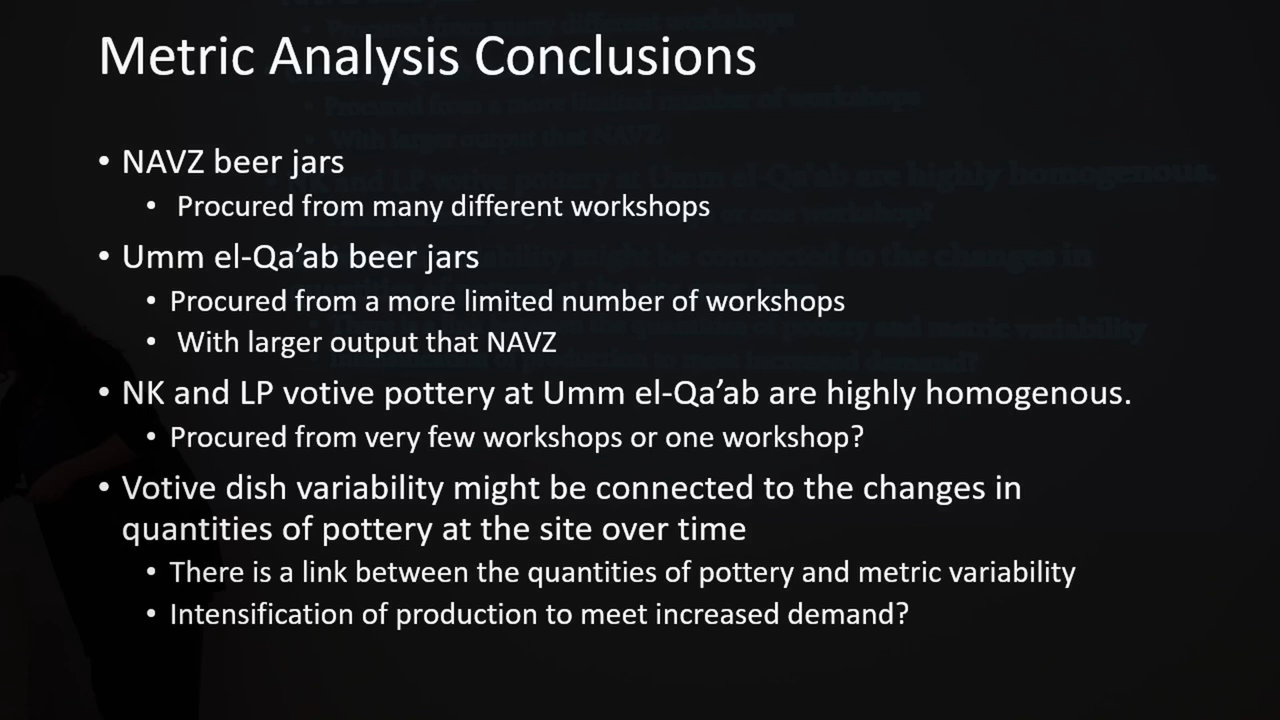 Metric Analysis Conclusions
• NAVZ beer jars
• Procured from many different workshops
• Umm el-Qa’ab beer jars
• Procured from a more limited number of workshops
• With larger output that NAVZ
• NK and LP votive pottery at Umm el-Qa’ab are highly homogenous.
• Procured from very few workshops or one workshop?
• Votive dish variability might be connected to the changes in
quantities of pottery at the site over time
• There is a link between the quantities of pottery and metric variability
• Intensification of production to meet increased demand?